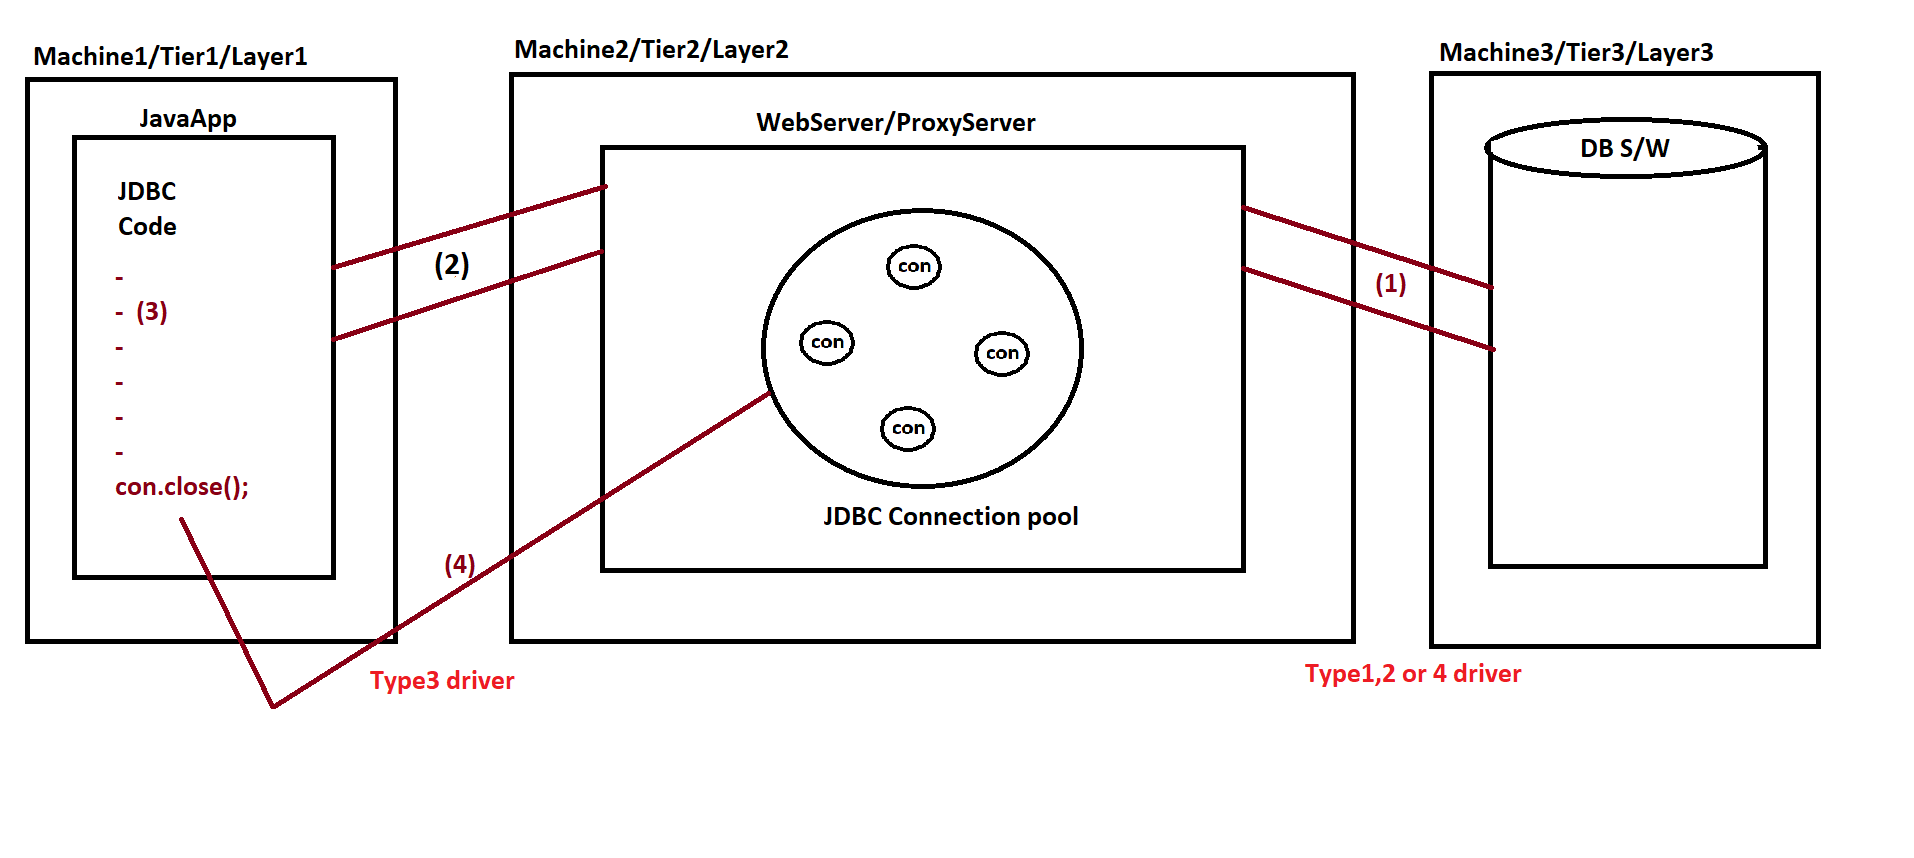 Machine1/Tier1/Layer1
JavaApp
JDBC
Code
-
- (3)
-
-
-
-
con.close();
(2)
(4)
Type3 driver
Machine2/Tier2/Layer2
WebServer/ProxyServer
con
con
con
con
JDBC Connection pool
(1)
Type1,2 or 4 driver
Machine3/Tier3/Layer3
DB S/W